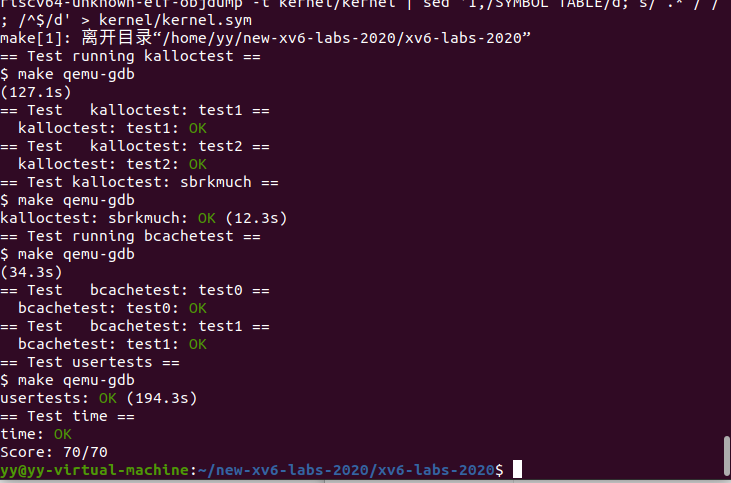 riscv64-unknown-elf-objdump -t kernel/kernel | sed '1,/SYMBOL TABLE/d; s/ .* / /
; /^$/d' > kernel/kernel.sym
make[1]: 离开目录“/home/yy/new-xv6-labs-2020/xv6-labs-2020”
== Test running kalloctest ==
$ make qemu-gdb
(127.1s)
== Test   kalloctest: test1 ==
  kalloctest: test1: OK
== Test   kalloctest: test2 ==
  kalloctest: test2: OK
== Test kalloctest: sbrkmuch ==
$ make qemu-gdb
kalloctest: sbrkmuch: OK (12.3s)
== Test running bcachetest ==
$ make qemu-gdb
(34.3s)
== Test   bcachetest: test0 ==
  bcachetest: test0: OK
== Test   bcachetest: test1 ==
  bcachetest: test1: OK
== Test usertests ==
$ make qemu-gdb
usertests: OK (194.3s)
== Test time ==
time: OK
Score: 70/70
yy@yy-virtual-machine:~/new-xv6-labs-2020/xv6-labs-2020$